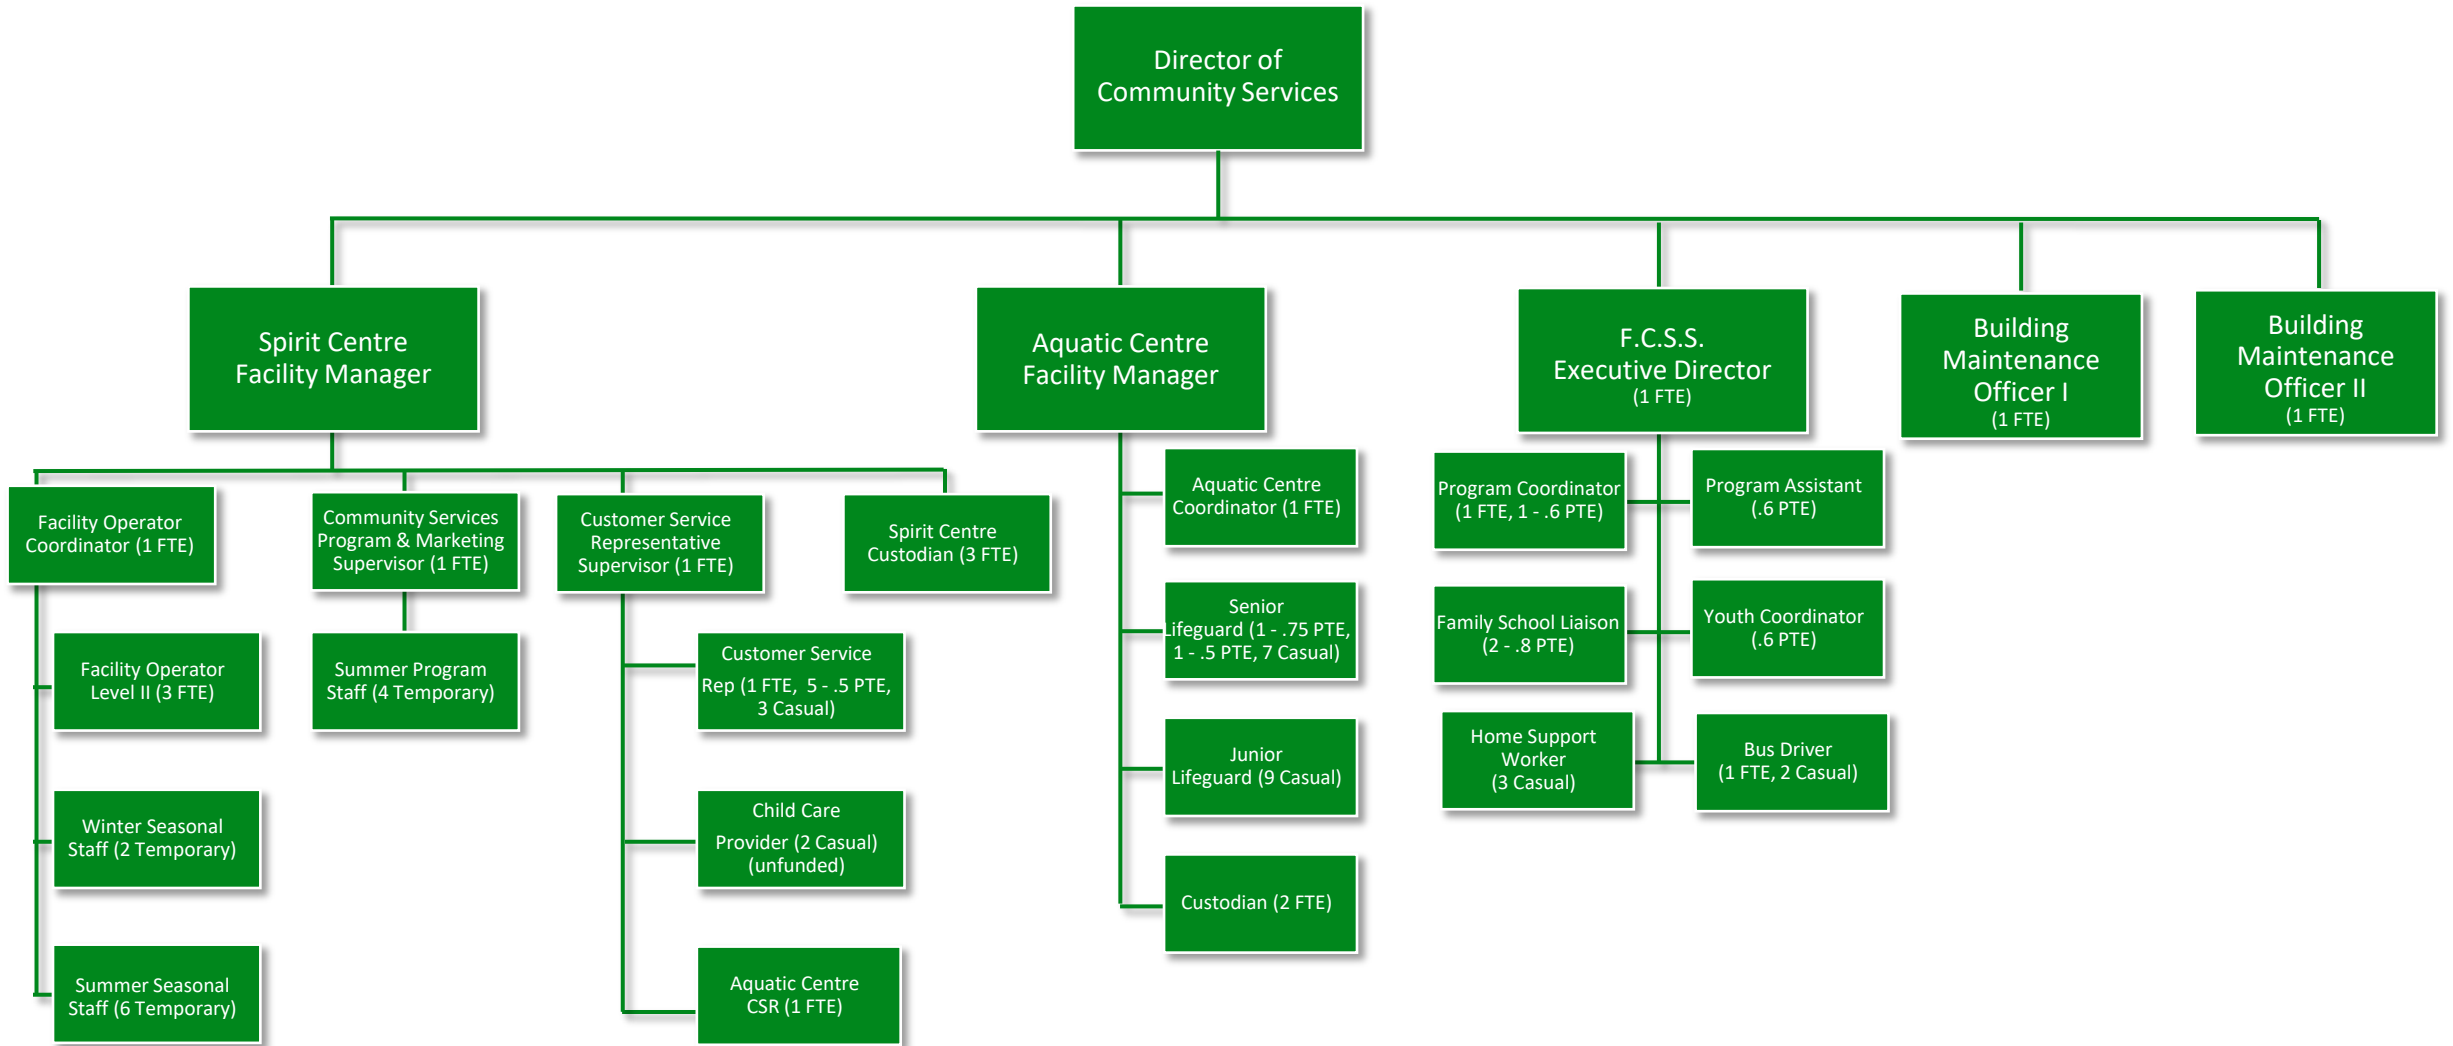 Director of
Community Services
Spirit Centre
Facility Manager
Aquatic Centre
Facility Manager
F.C.S.S.
Executive Director
(1 FTE)
Building
Maintenance
Officer I
(1 FTE)
Building
Maintenance
Officer II
(1 FTE)
Facility Operator
Coordinator (1 FTE)
Community Services
Program & Marketing
Supervisor (1 FTE)
Customer Service
Representative
Supervisor (1 FTE)
Spirit Centre
Custodian (3 FTE)
Facility Operator
Level II (3 FTE)
Winter Seasonal
Staff (2 Temporary)
Summer Seasonal
Staff (6 Temporary)
Summer Program
Staff (4 Temporary)
Customer Service
Rep (1 FTE, 5 - .5 PTE,
3 Casual)
Child Care
Provider (2 Casual)
(unfunded)
Aquatic Centre
CSR (1 FTE)
Aquatic Centre
Coordinator (1 FTE)
Senior
Lifeguard (1 - .75 PTE,
1 - .5 PTE, 7 Casual)
Junior
Lifeguard (9 Casual)
Custodian (2 FTE)
Program Coordinator
(1 FTE, 1 - .6 PTE)
Program Assistant
(.6 PTE)
Family School Liaison
(2 - .8 PTE)
Youth Coordinator
(.6 PTE)
Home Support
Worker
(3 Casual)
Bus Driver
(1 FTE, 2 Casual)